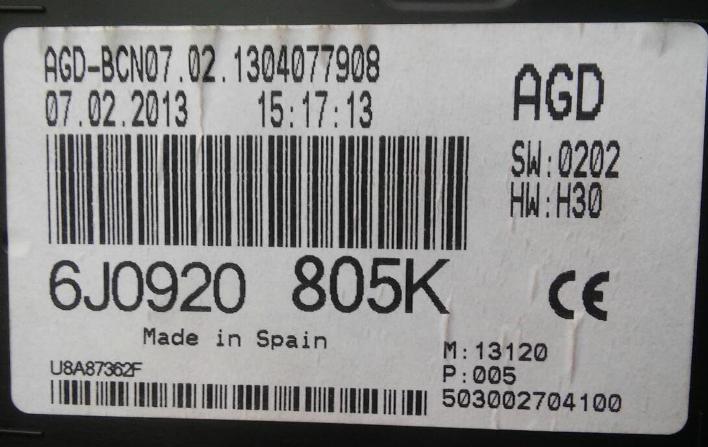 AGD-BCN07.02.1304077908
07.02.2013 15:17:13
AGD
SW:0202
HW:H30
6J0920 805K
CE
Made in Spain
U8A87362F
M:13120
P:005
503002704100